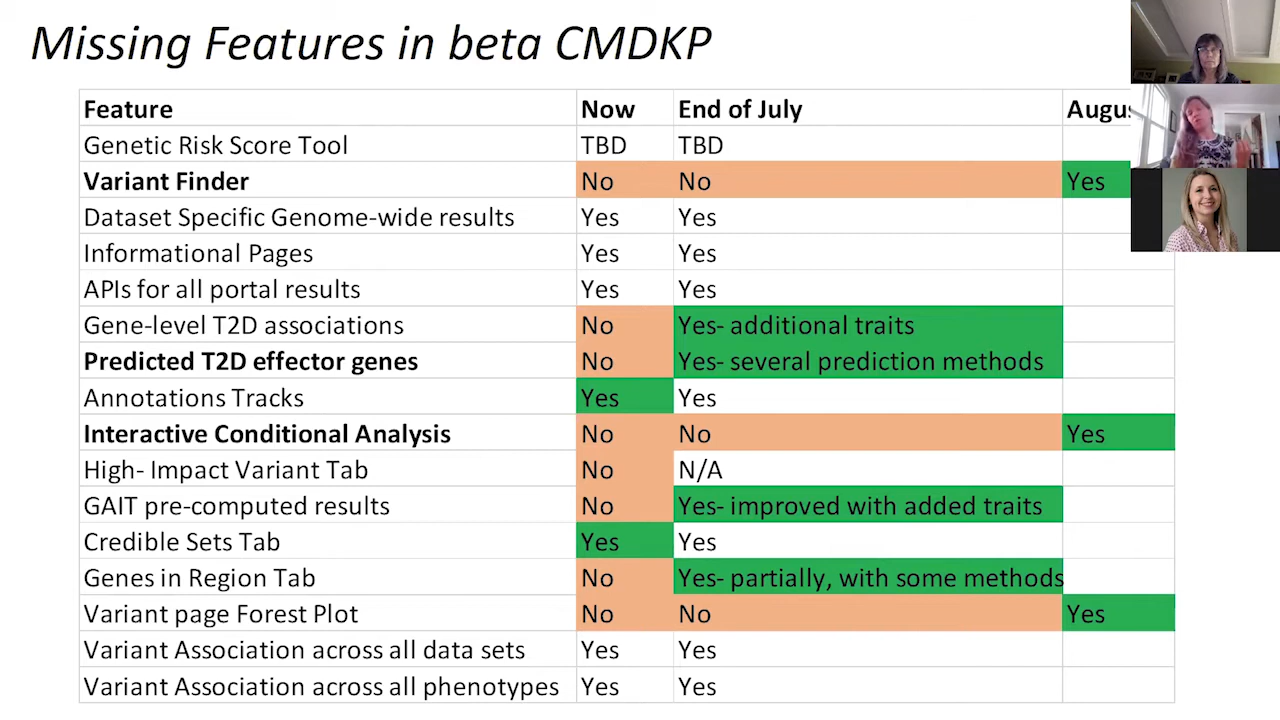 Missing Features in beta CMDKP
Feature Now End of July Augus
Genetic Risk Score Tool TBD TBD
Variant Finder No No Yes
Dataset Specific Genome-wide results Yes Yes
Informational Pages Yes Yes
APIs for all portal results Yes Yes
Gene-level T2D associations No Yes- additional traits
Predicted T2D effector genes No Yes- several prediction methods
Annotations Tracks Yes Yes
Interactive Conditional Analysis No No Yes
High- Impact Variant Tab No N/A
GAIT pre-computed results No Yes- improved with added traits
Credible Sets Tab Yes Yes
Genes in Region Tab No Yes- partially, with some methods
Variant page Forest Plot No No Yes
Variant Association across all data sets Yes Yes
Variant Association across all phenotypes Yes Yes